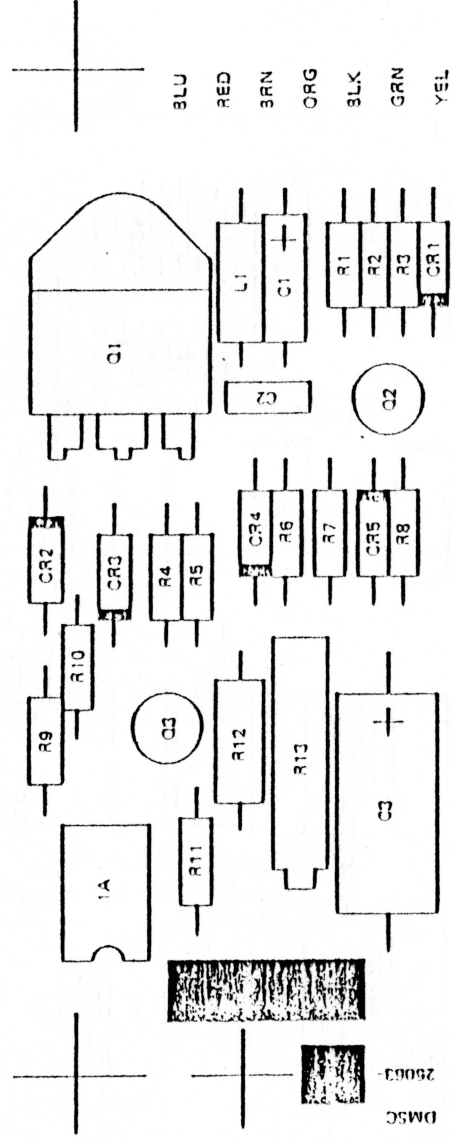 BLU
RED
BRN
ORG
BLK
GRN
YEL
Q1
L1
C1
R1
R2
R3
CR1
C2
Q2
CR2
CR3
R4
R5
CR4
R6
R7
CR5
R8
R9
R10
Q3
R12
R13
C3
1A
R11
25063-
DMSC